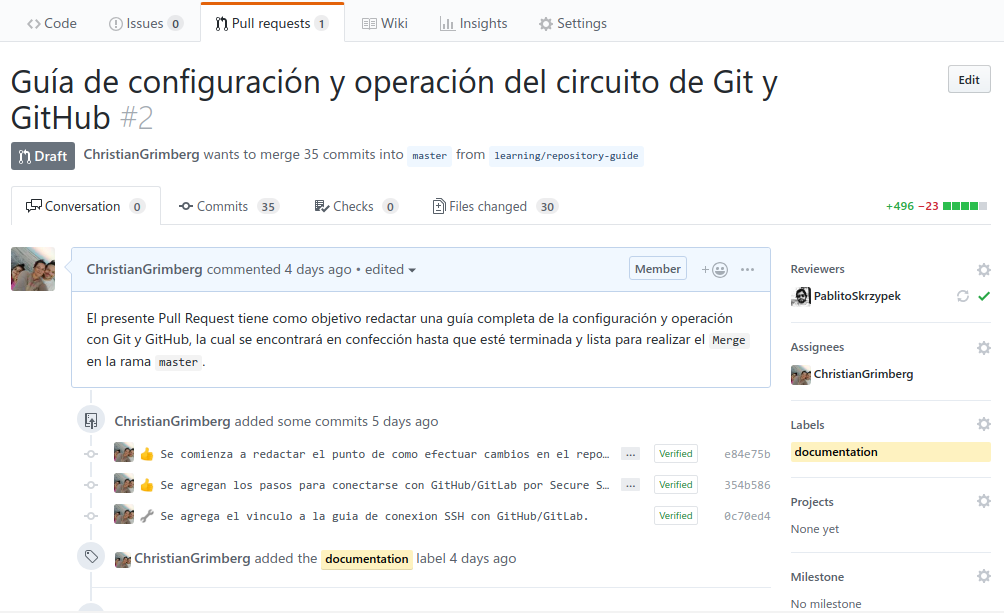 Code Issues 0 Pull requests 1 Wiki Insights Settings
Guía de configuración y operación del circuito de Git y
GitHub #2
Edit
Draft ChristianGrimberg wants to merge 35 commits into master from learning/repository-guide
Conversation 0 Commits 35 Checks 0 Files changed 30 +496 −23
ChristianGrimberg commented 4 days ago • edited Member
El presente Pull Request tiene como objetivo redactar una guía completa de la configuración y operación
con Git y GitHub, la cual se encontrará en confección hasta que esté terminada y lista para realizar el Merge
en la rama master .
ChristianGrimberg added some commits 5 days ago
👍 Se comienza a redactar el punto de como efectuar cambios en el repo… … Verified e84e75b
👍 Se agregan los pasos para conectarse con GitHub/GitLab por Secure S… … Verified 354b586
🔧 Se agrega el vinculo a la guia de conexion SSH con GitHub/GitLab. Verified 0c70ed4
ChristianGrimberg added the documentation label 4 days ago
Reviewers
PablitoSkrzypek
Assignees
ChristianGrimberg
Labels
documentation
Projects
None yet
Milestone
No milestone